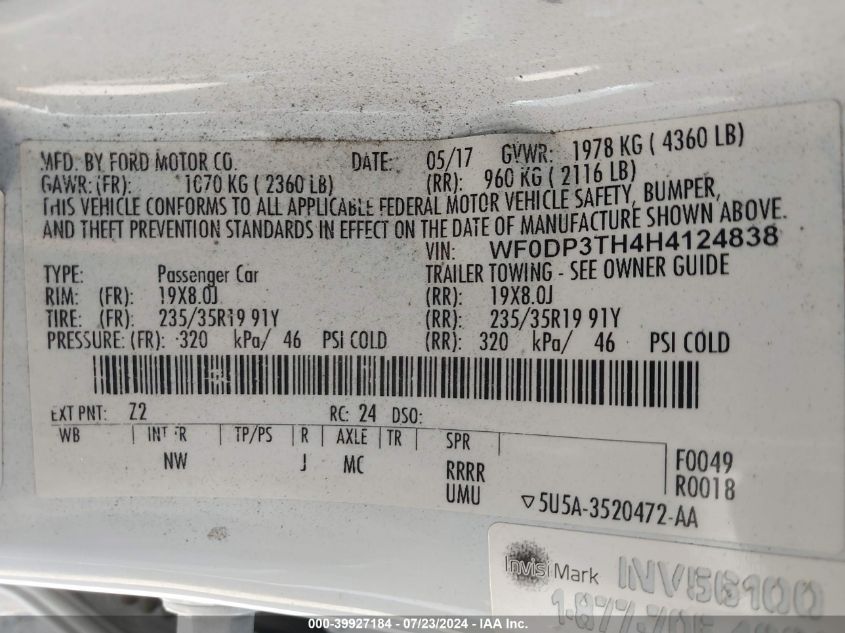 MFD. BY FORD MOTOR CO. DATE: 05/17 GVWR: 1978 KG ( 4360 LB)
GAWR: (FR): 1070 KG ( 2360 LB) (RR): 960 KG ( 2116 LB)
THIS VEHICLE CONFORMS TO ALL APPLICABLE FEDERAL MOTOR VEHICLE SAFETY, BUMPER,
AND THEFT PREVENTION STANDARDS IN EFFECT ON THE DATE OF MANUFACTURE SHOWN ABOVE.
VIN: WF0DP3TH4H4124838
TYPE: Passenger Car TRAILER TOWING - SEE OWNER GUIDE
RIM: (FR): 19X8.0J (RR): 19X8.0J
TIRE: (FR): 235/35R19 91Y (RR): 235/35R19 91Y
PRESSURE: (FR): 320 kPa/ 46 PSI COLD (RR): 320 kPa/ 46 PSI COLD
EXT PNT: Z2 RC: 24 DSO:
WB INT TR TP/PS R AXLE TR SPR
NW J MC RRRR F0049
UMU R0018
5U5A-3520472-AA
InvisiMark INV56100
000-39927184 / 07/23/2024 / IAA Inc.